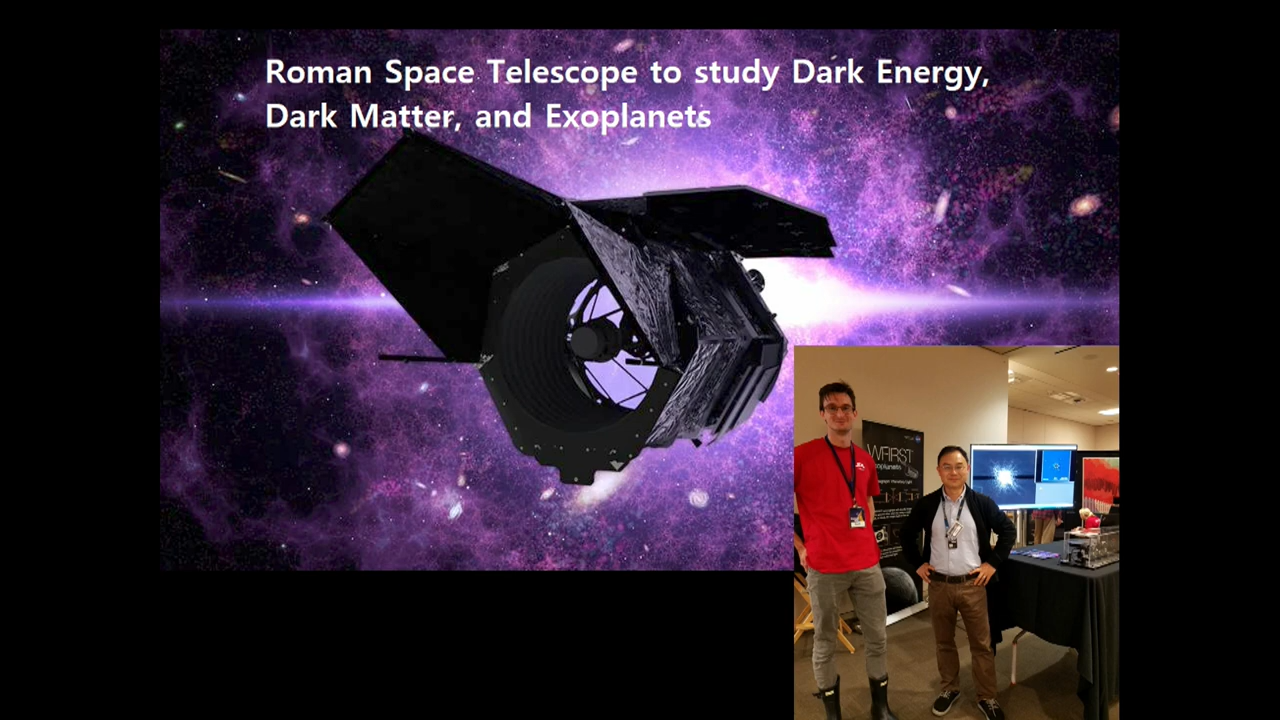 Roman Space Telescope to study Dark Energy,
Dark Matter, and Exoplanets
WFIRST